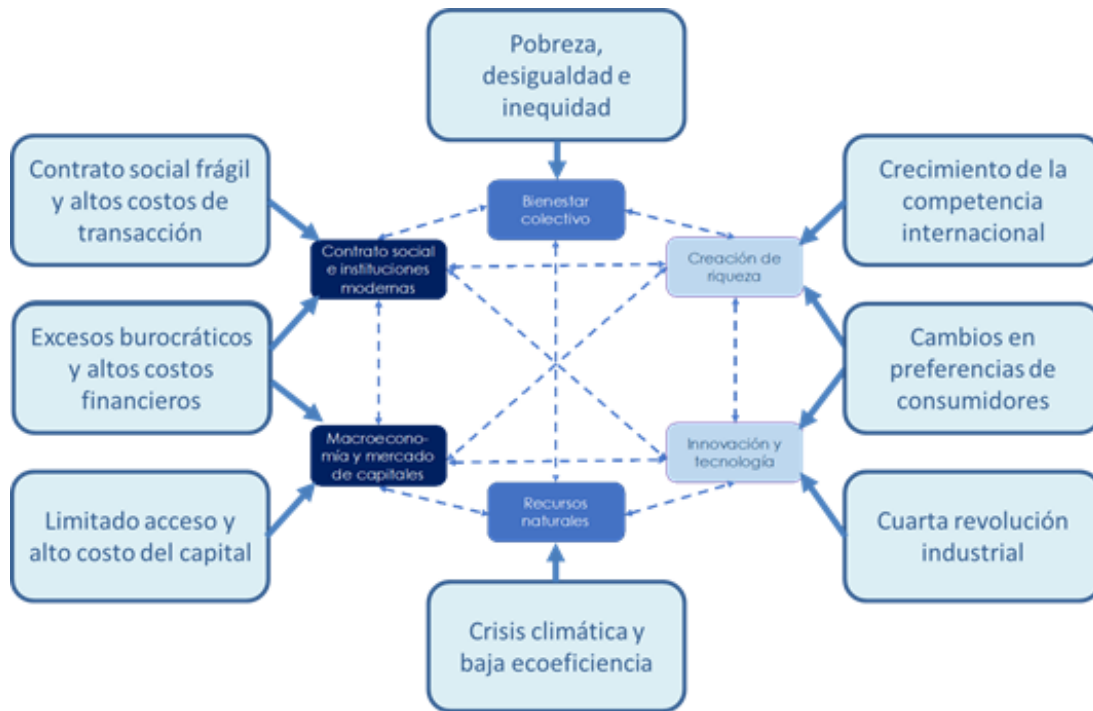 Pobreza,
desigualdad e
inequidad
Contrato social frágil
y altos costos de
transacción
Crecimiento de la
competencia
internacional
Bienestar
colectivo
Contrato social
e instituciones
modernas
Creación de
riqueza
Excesos burocráticos
y altos costos
financieros
Cambios en
preferencias de
consumidores
Macroecono-
mía y mercado
de capitales
Innovación y
tecnología
Recursos
naturales
Limitado acceso y
alto costo del capital
Cuarta revolución
industrial
Crisis climática y
baja ecoeficiencia